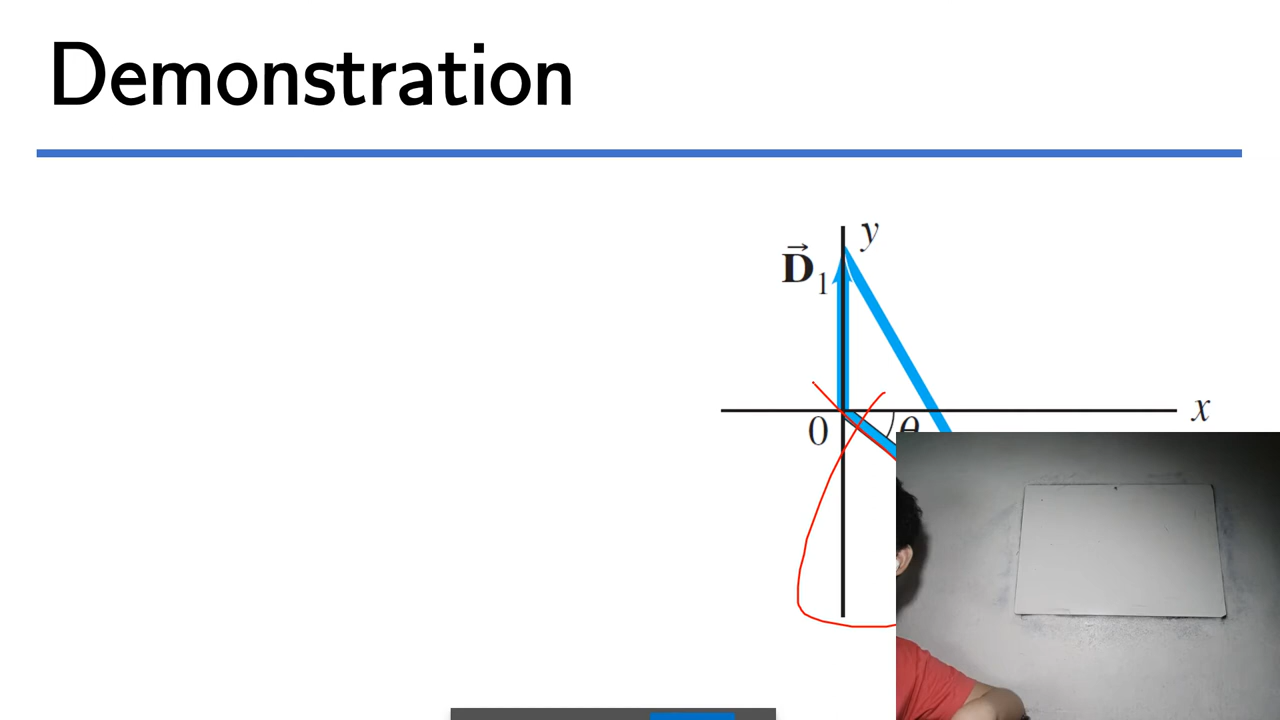 Demonstration
y
D⃗₁
x
0
θ